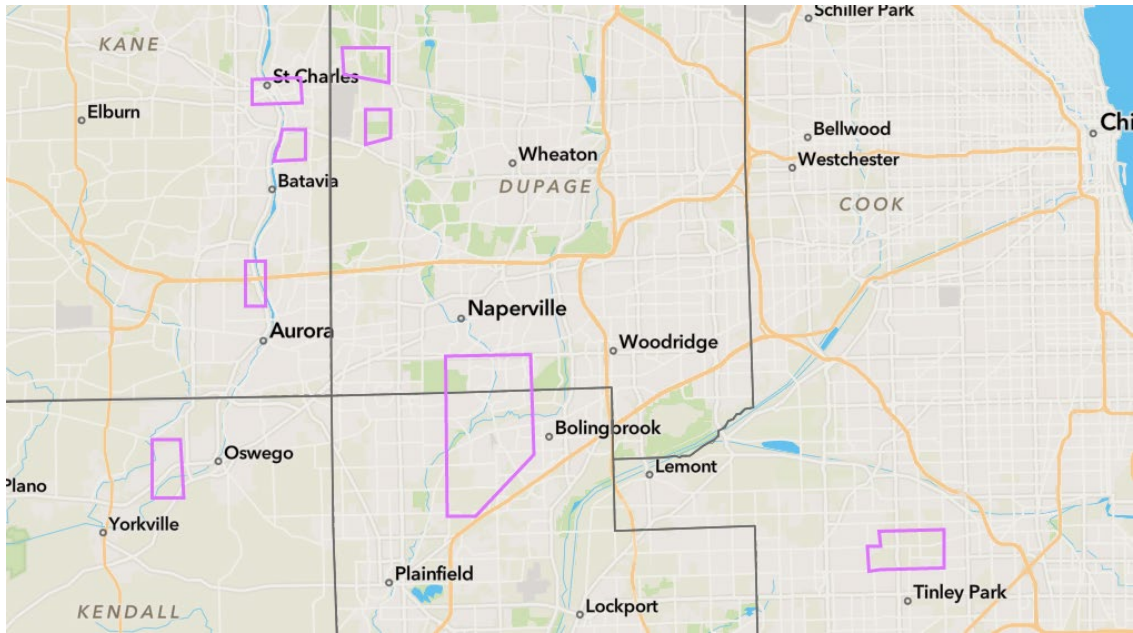 Schiller Park
KANE
St Charles
Elburn
Chi
Bellwood
Wheaton
Westchester
Batavia
DUPAGE
COOK
Naperville
Aurora
Woodridge
Bolingbrook
Oswego
Lemont
Plano
Yorkville
Plainfield
Tinley Park
Lockport
KENDALL